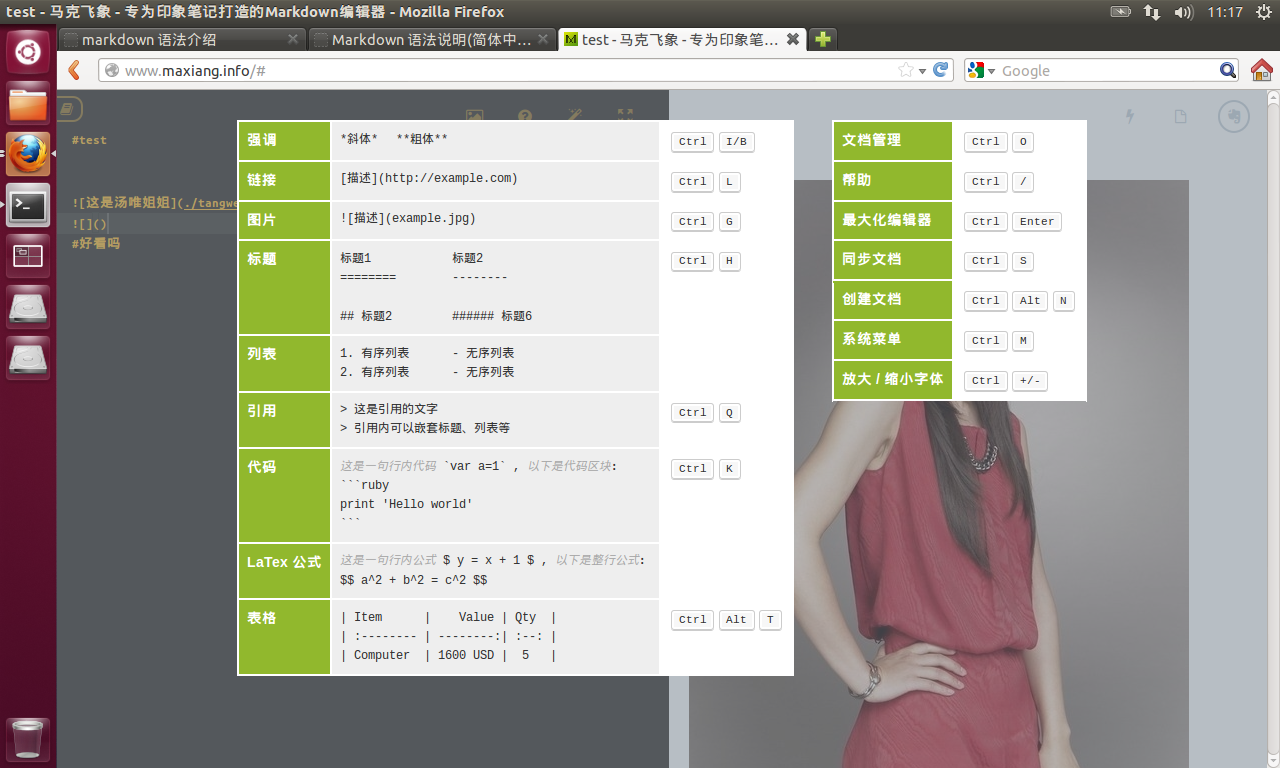 test - 马克飞象 - 专为印象笔记打造的Markdown编辑器 - Mozilla Firefox
11:17
markdown 语法介绍
Markdown 语法说明(简体中...
test - 马克飞象 - 专为印象笔...
www.maxiang.info/#
Google
#test
![这是汤唯姐姐](./tangwe
![]()
#好看吗
强调
*斜体* **粗体**
Ctrl I/B
链接
[描述](http://example.com)
Ctrl L
图片
![描述](example.jpg)
Ctrl G
标题
标题1 标题2
======== --------
## 标题2 ###### 标题6
Ctrl H
列表
1. 有序列表 - 无序列表
2. 有序列表 - 无序列表
引用
> 这是引用的文字
> 引用内可以嵌套标题、列表等
Ctrl Q
代码
这是一句行内代码 `var a=1` , 以下是代码区块:
```ruby
print 'Hello world'
```
Ctrl K
LaTex 公式
这是一句行内公式 $ y = x + 1 $ , 以下是整行公式:
$$ a^2 + b^2 = c^2 $$
表格
| Item | Value | Qty |
| :-------- | --------:| :--: |
| Computer | 1600 USD | 5 |
Ctrl Alt T
文档管理
Ctrl O
帮助
Ctrl /
最大化编辑器
Ctrl Enter
同步文档
Ctrl S
创建文档
Ctrl Alt N
系统菜单
Ctrl M
放大 / 缩小字体
Ctrl +/-